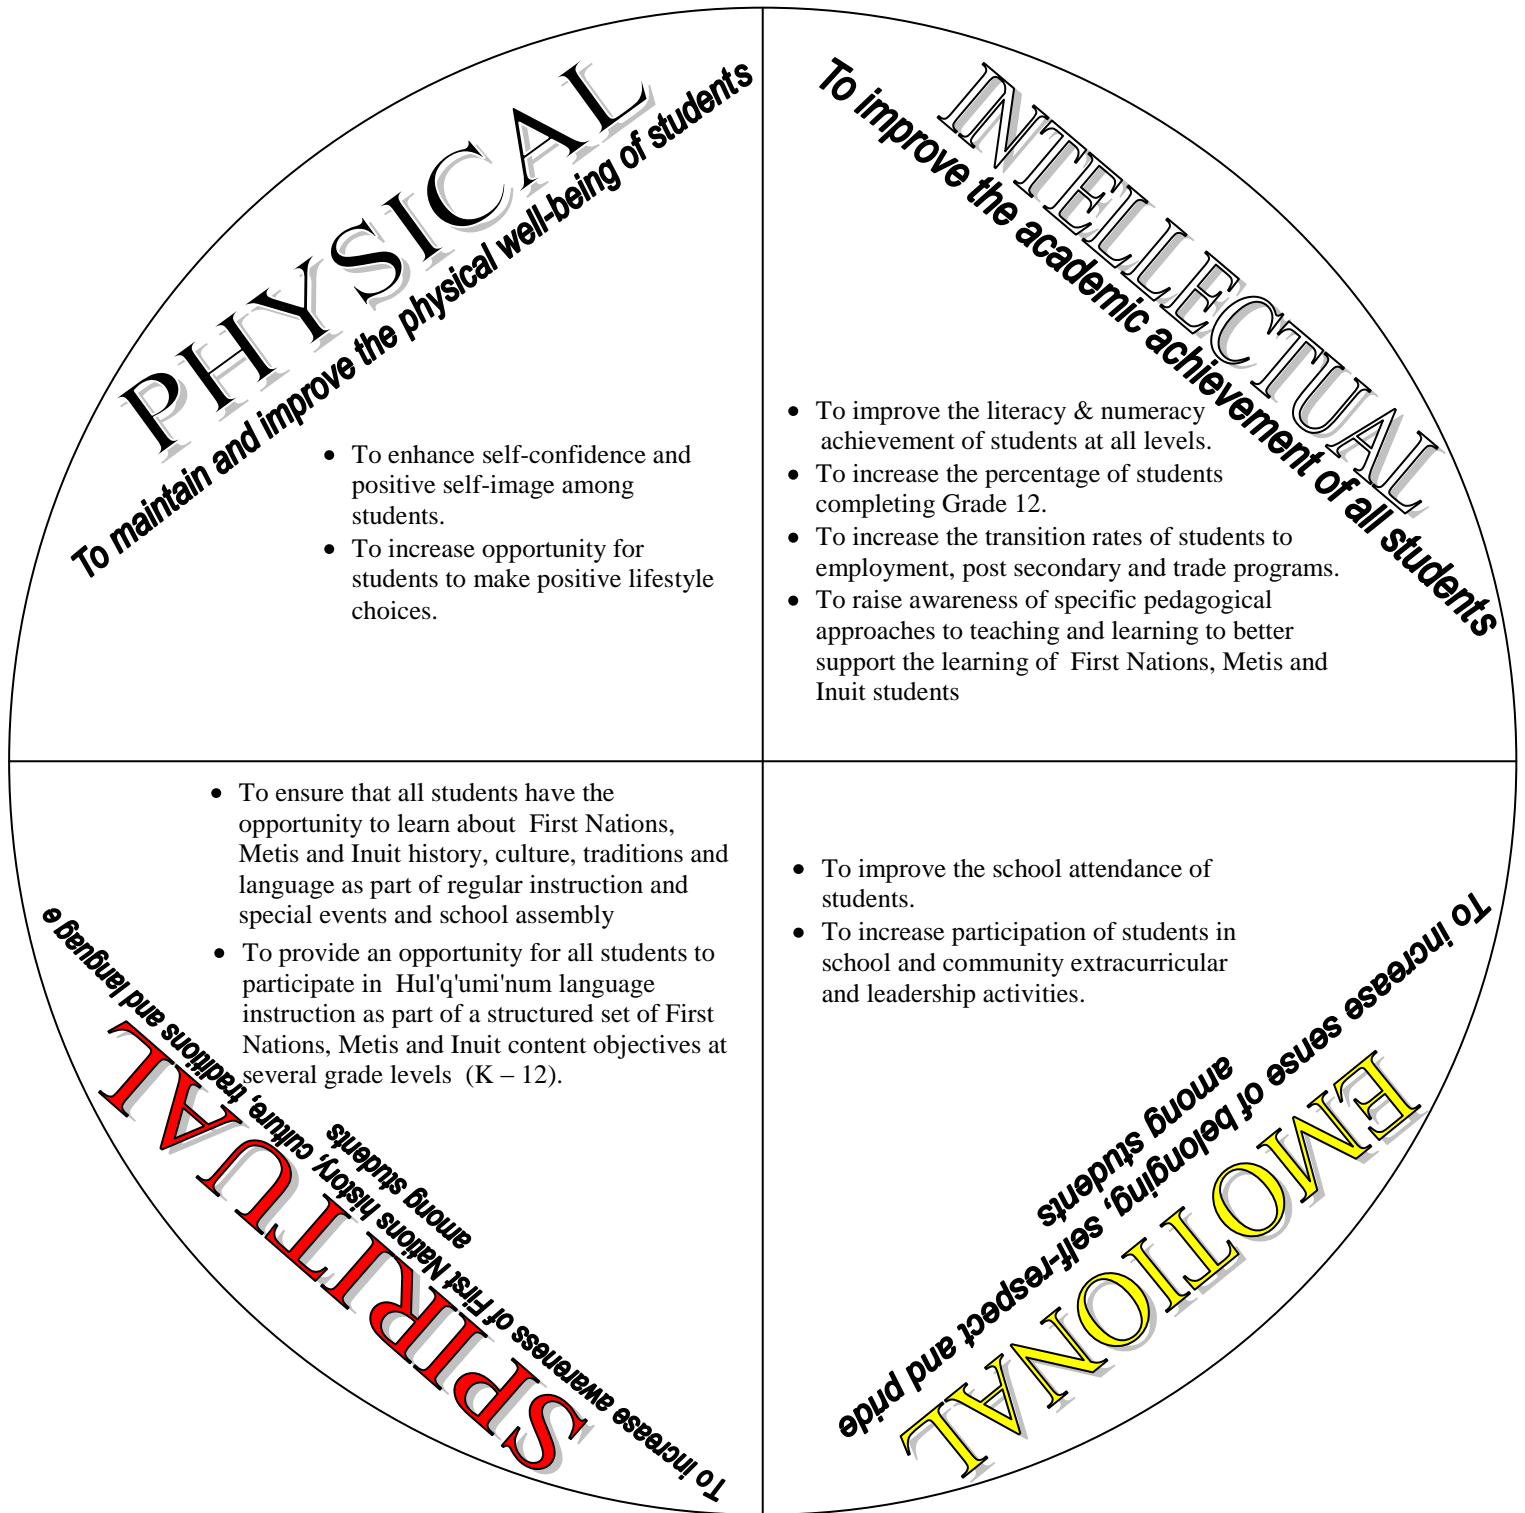 PHYSICAL
To maintain and improve the physical well-being of students
• To enhance self-confidence and
positive self-image among
students.
• To increase opportunity for
students to make positive lifestyle
choices.
INTELLECTUAL
To improve the academic achievement of all students
• To improve the literacy & numeracy
achievement of students at all levels.
• To increase the percentage of students
completing Grade 12.
• To increase the transition rates of students to
employment, post secondary and trade programs.
• To raise awareness of specific pedagogical
approaches to teaching and learning to better
support the learning of First Nations, Metis and
Inuit students
• To ensure that all students have the
opportunity to learn about First Nations,
Metis and Inuit history, culture, traditions and
language as part of regular instruction and
special events and school assembly
• To provide an opportunity for all students to
participate in Hul'q'umi'num language
instruction as part of a structured set of First
Nations, Metis and Inuit content objectives at
several grade levels (K – 12).
SPIRITUAL
To increase awareness of First Nations history, culture, traditions and language
among students
• To improve the school attendance of
students.
• To increase participation of students in
school and community extracurricular
and leadership activities.
EMOTIONAL
To increase sense of belonging, self-respect and pride
among students